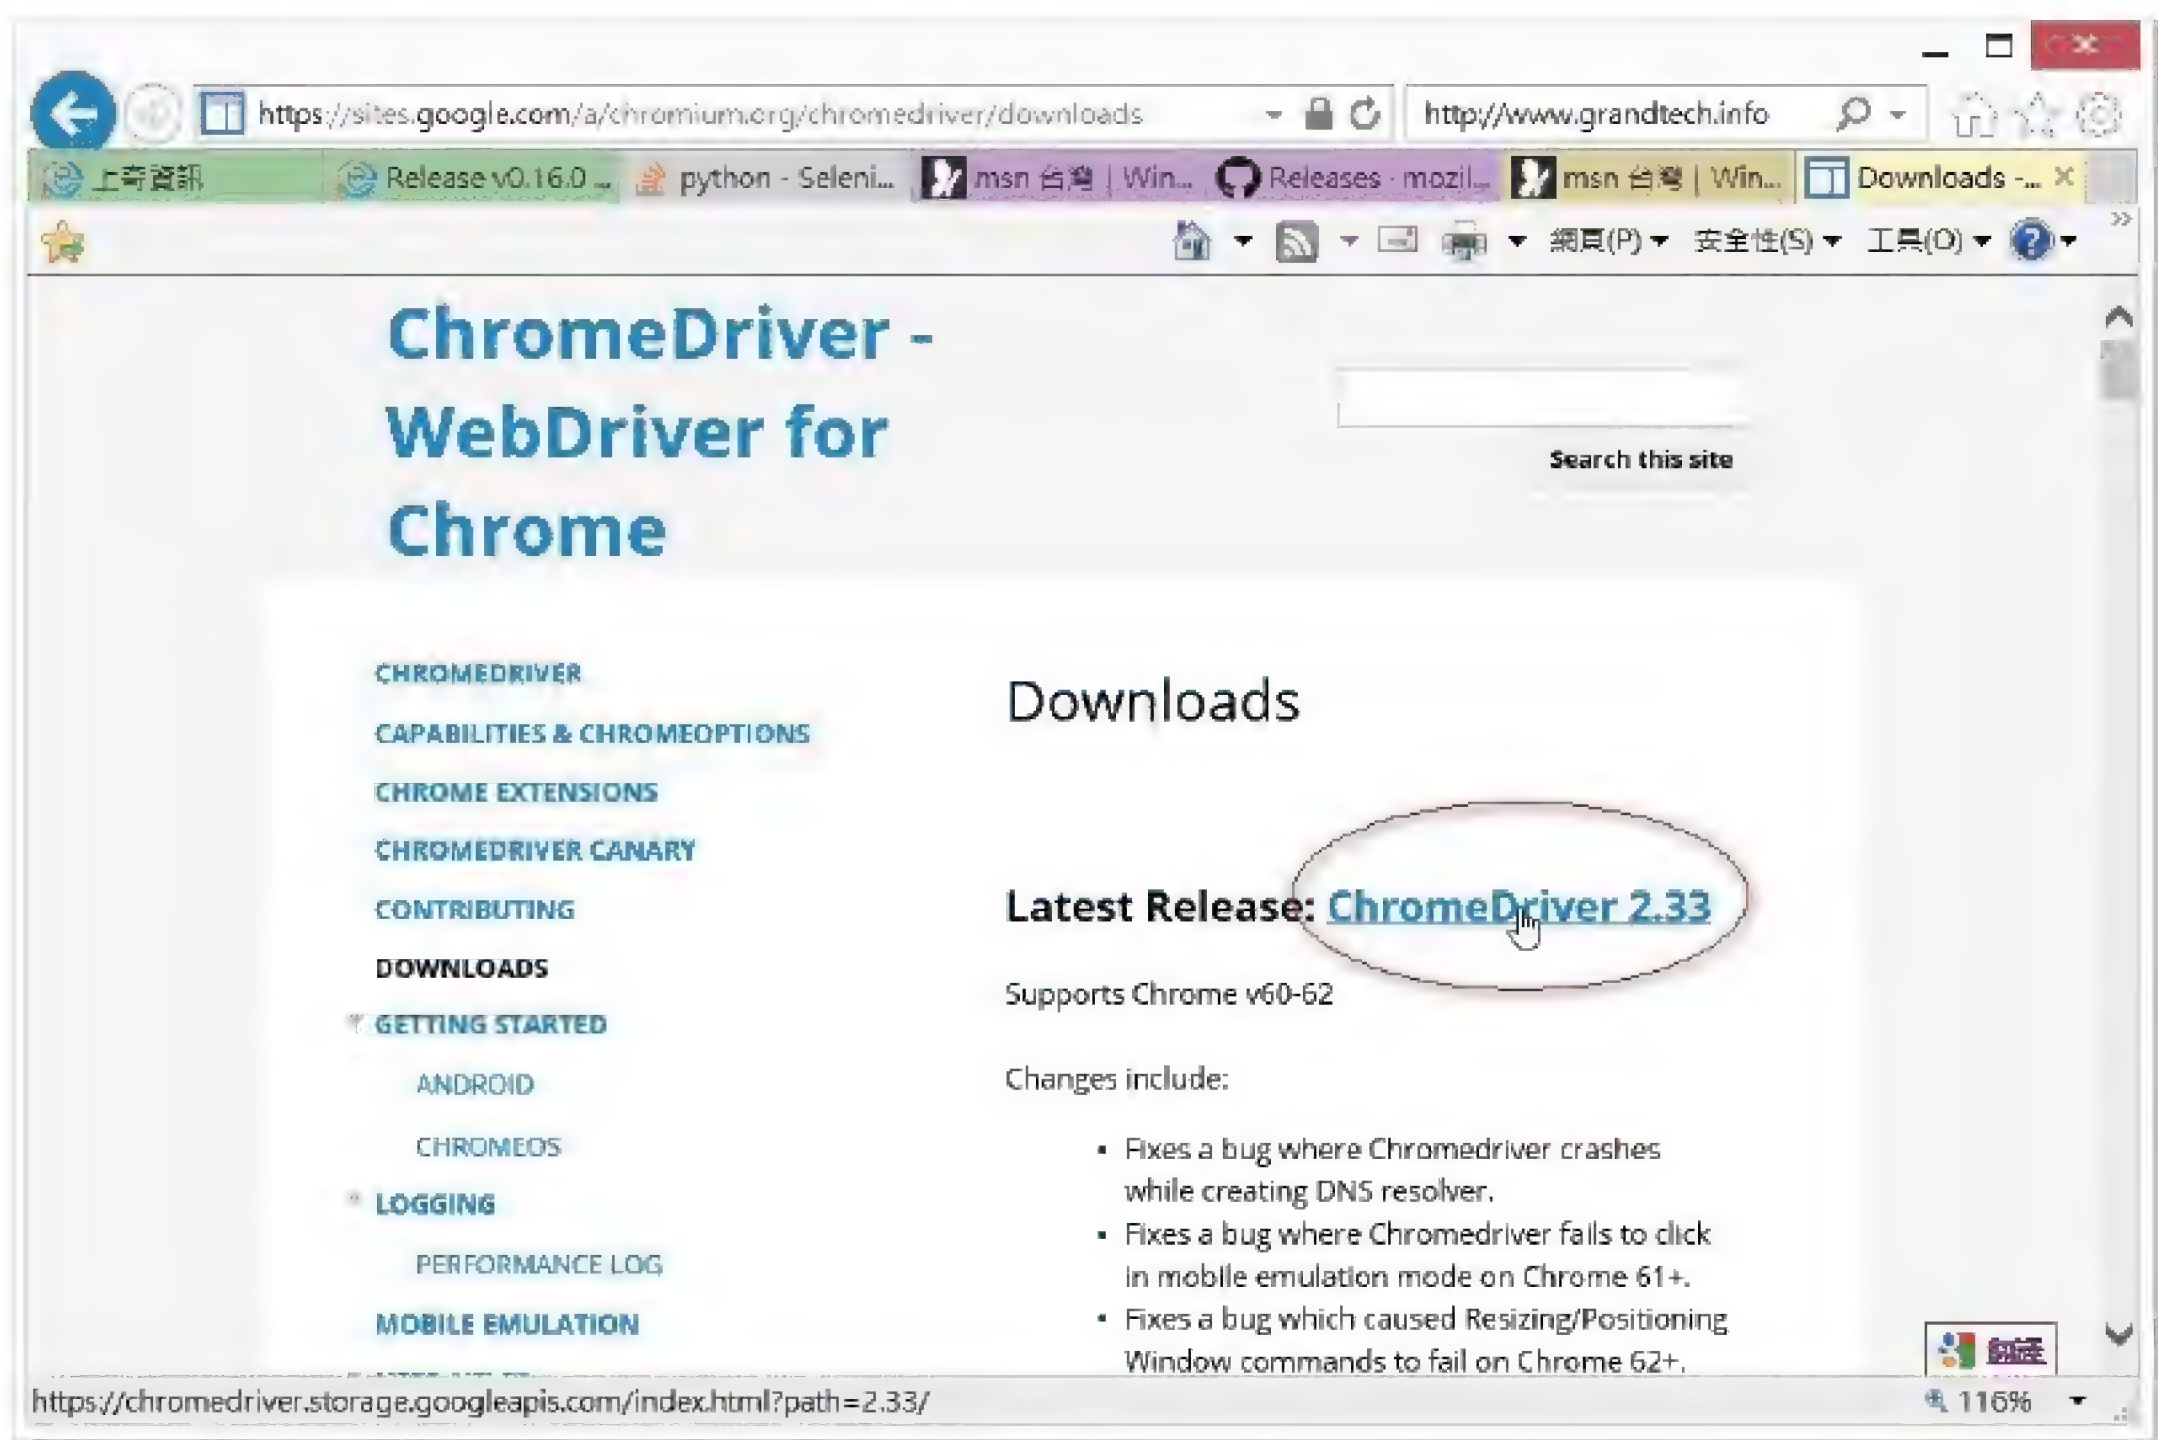 https://sites.google.com/a/chromium.org/chromedriver/downloads
http://www.grandtech.info
上奇資訊
Release v0.16.0 ...
python - Seleni...
msn 台灣 | Win...
Releases · mozil...
msn 台灣 | Win...
Downloads -...
網頁(P)
安全性(S)
工具(O)
ChromeDriver -
WebDriver for
Chrome
Search this site
CHROMEDRIVER
CAPABILITIES & CHROMEOPTIONS
CHROME EXTENSIONS
CHROMEDRIVER CANARY
CONTRIBUTING
DOWNLOADS
GETTING STARTED
ANDROID
CHROMEOS
LOGGING
PERFORMANCE LOG
MOBILE EMULATION
Downloads
Latest Release: ChromeDriver 2.33
Supports Chrome v60-62
Changes include:
▪ Fixes a bug where Chromedriver crashes
while creating DNS resolver.
▪ Fixes a bug where Chromedriver fails to click
in mobile emulation mode on Chrome 61+.
▪ Fixes a bug which caused Resizing/Positioning
Window commands to fail on Chrome 62+.
翻譯
https://chromedriver.storage.googleapis.com/index.html?path=2.33/
116%